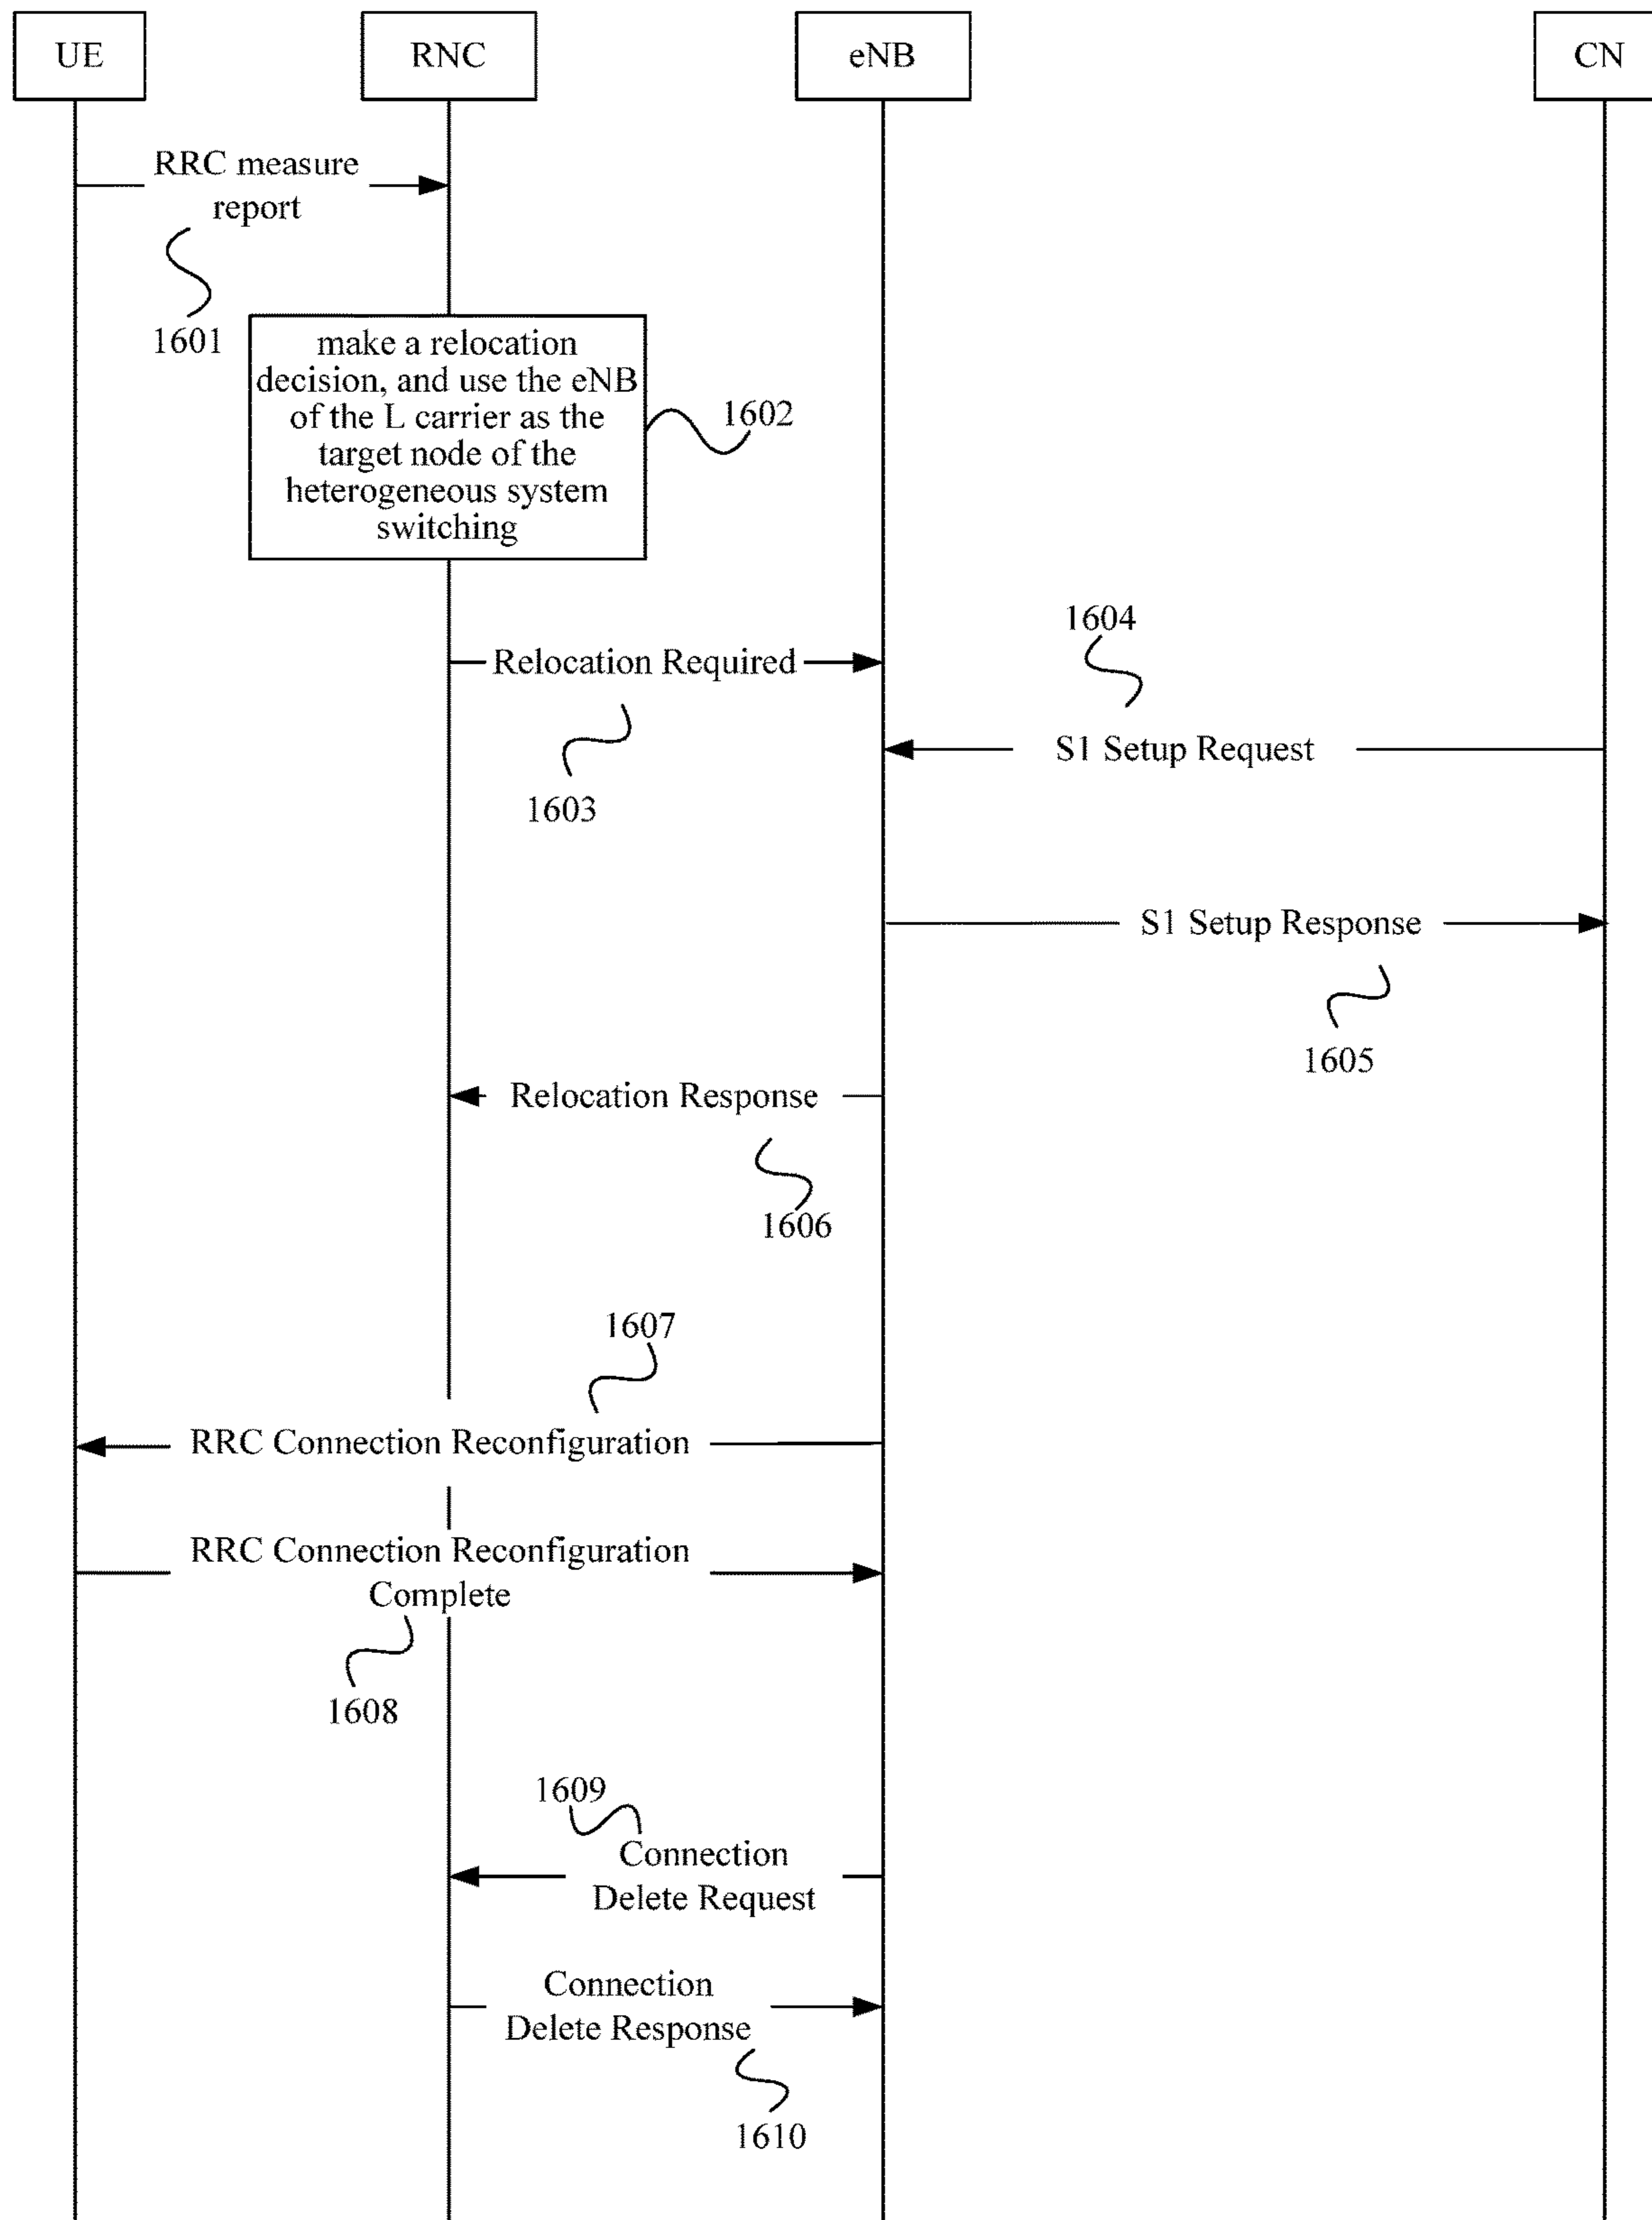 UE
RNC
eNB
CN
RRC measure
report
1601
make a relocation
decision, and use the eNB
of the L carrier as the
target node of the
heterogeneous system
switching
1602
Relocation Required
1603
1604
S1 Setup Request
S1 Setup Response
1605
Relocation Response
1606
1607
RRC Connection Reconfiguration
RRC Connection Reconfiguration
Complete
1608
1609
Connection
Delete Request
Connection
Delete Response
1610